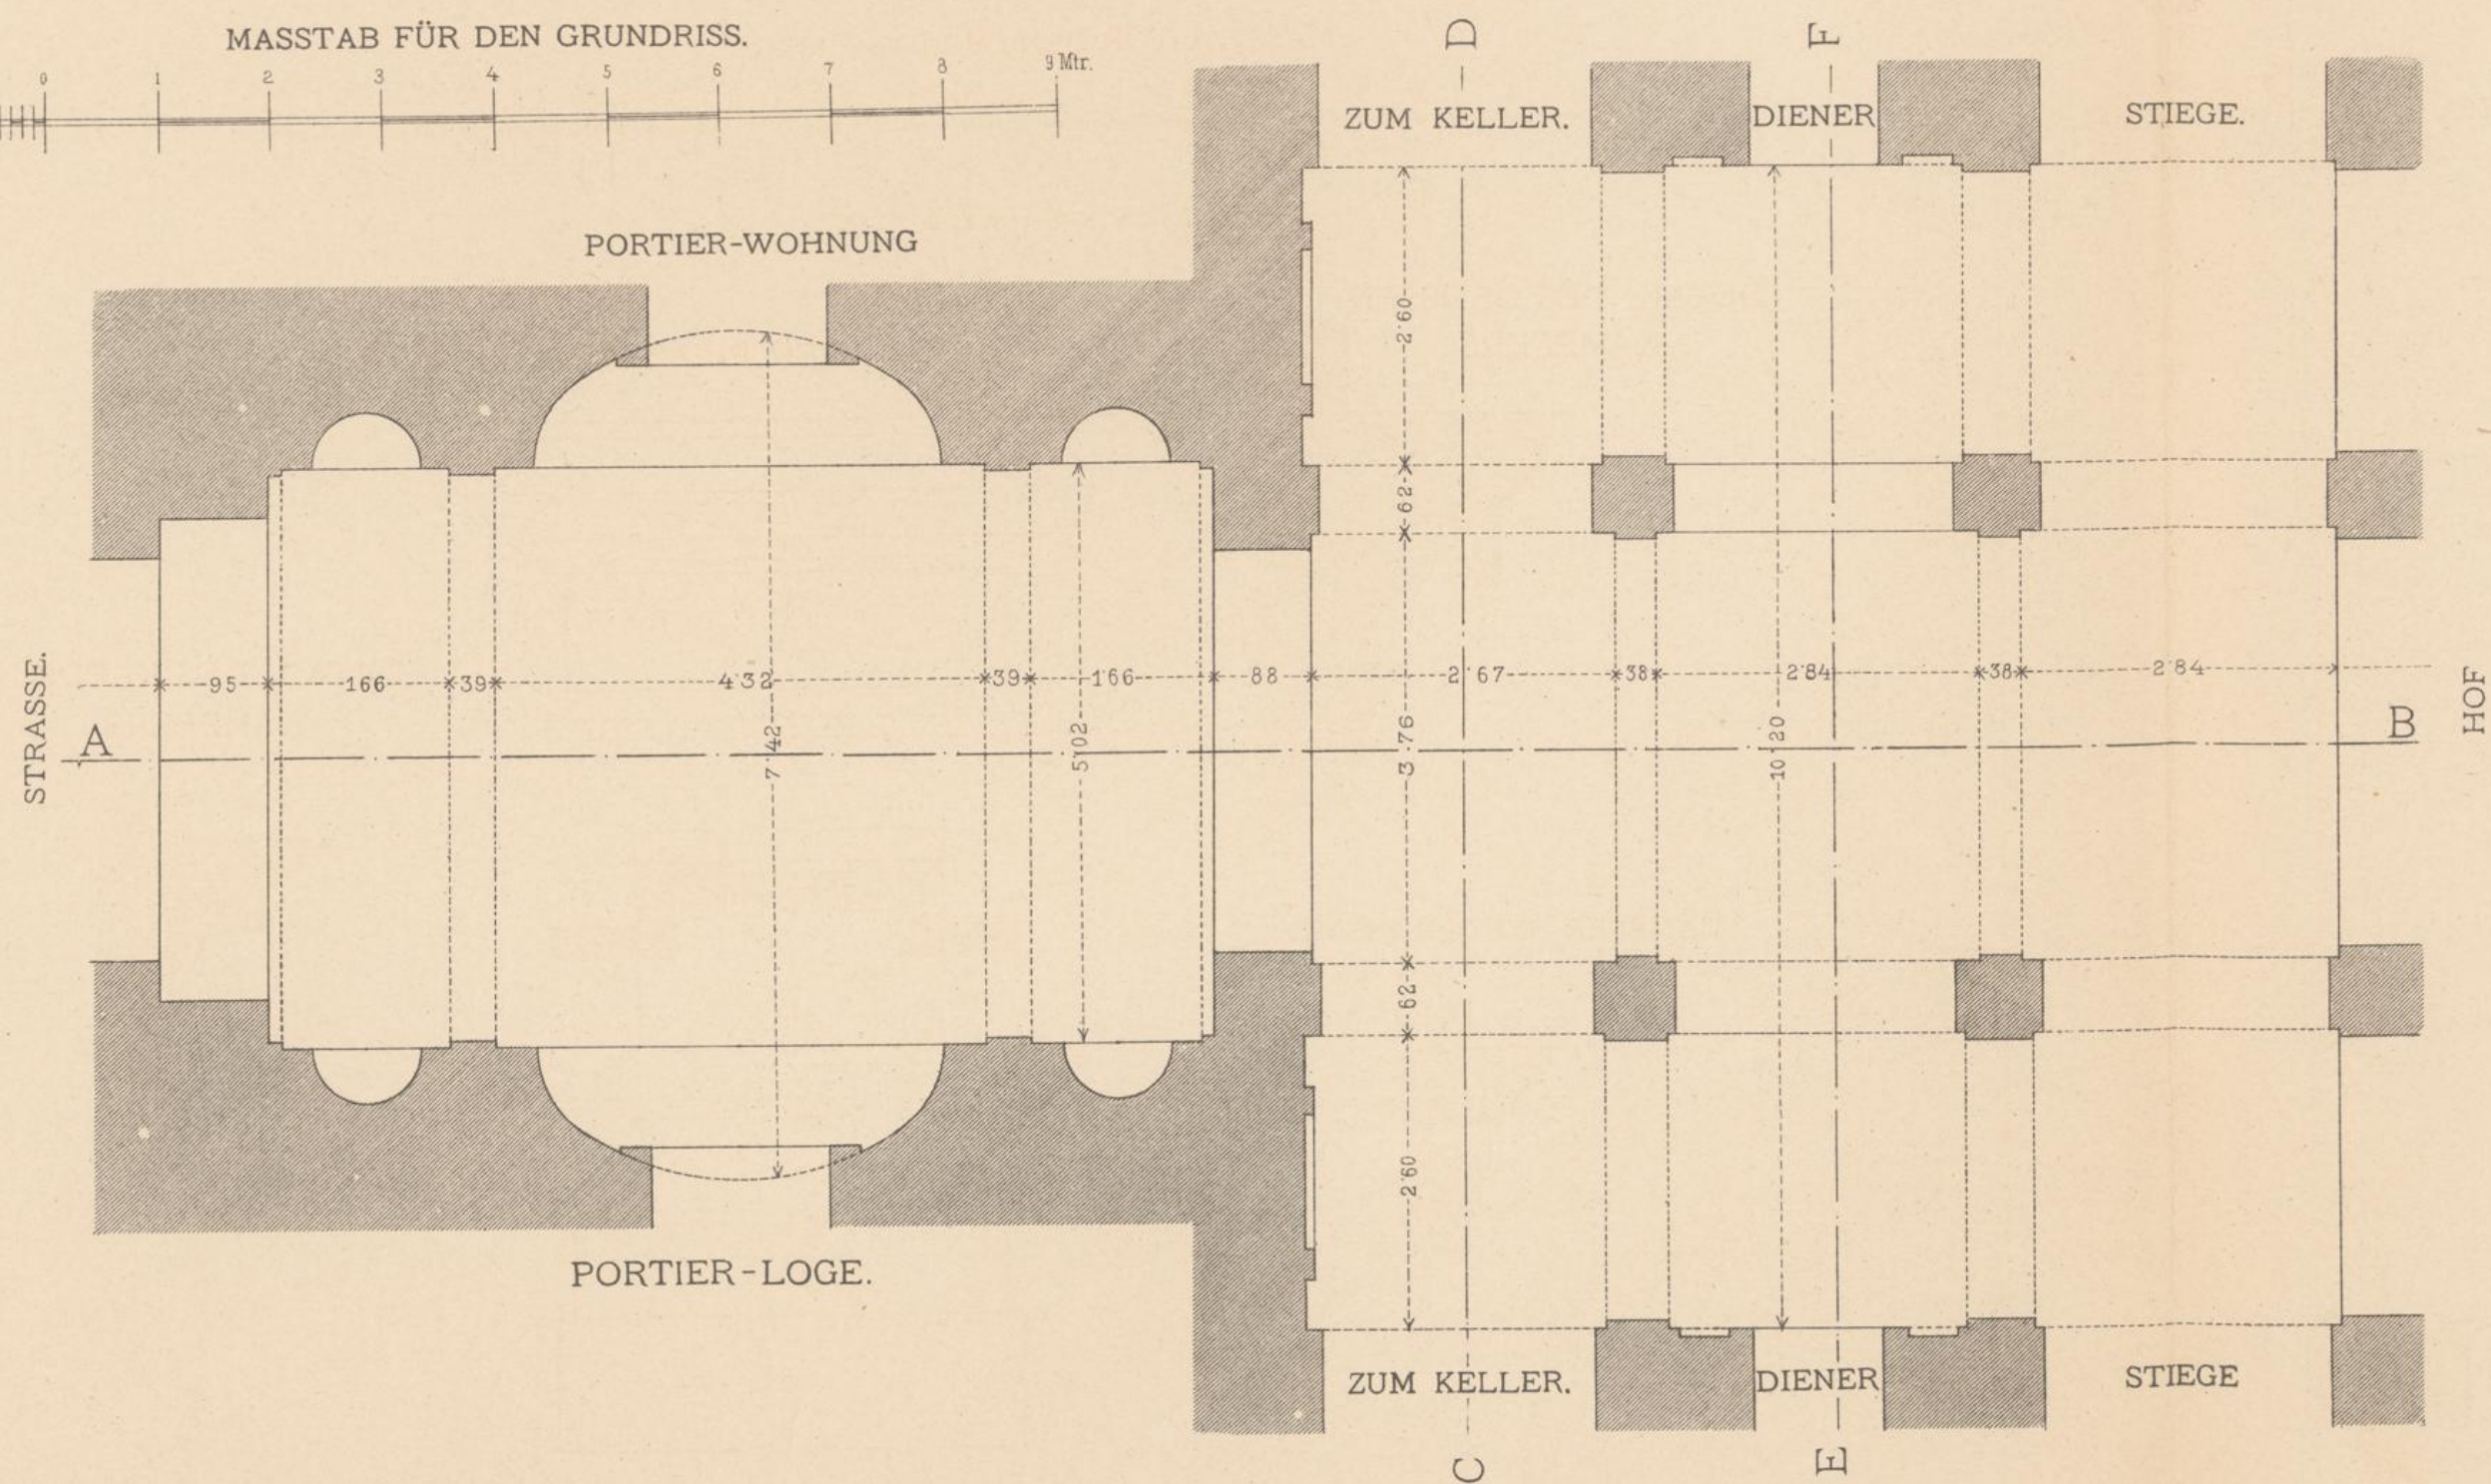 MASSTAB FÜR DEN GRUNDRISS.
0 1 2 3 4 5 6 7 8 9 Mtr.
D
F
ZUM KELLER.
DIENER
STIEGE.
PORTIER-WOHNUNG
2.60
62
STRASSE.
95
166
39
4.32
39
166
88
2.67
38
2.84
38
2.84
HOF
A
7.42
5.02
3.76
10.20
B
62
2.60
PORTIER-LOGE.
ZUM KELLER.
DIENER
STIEGE
C
E